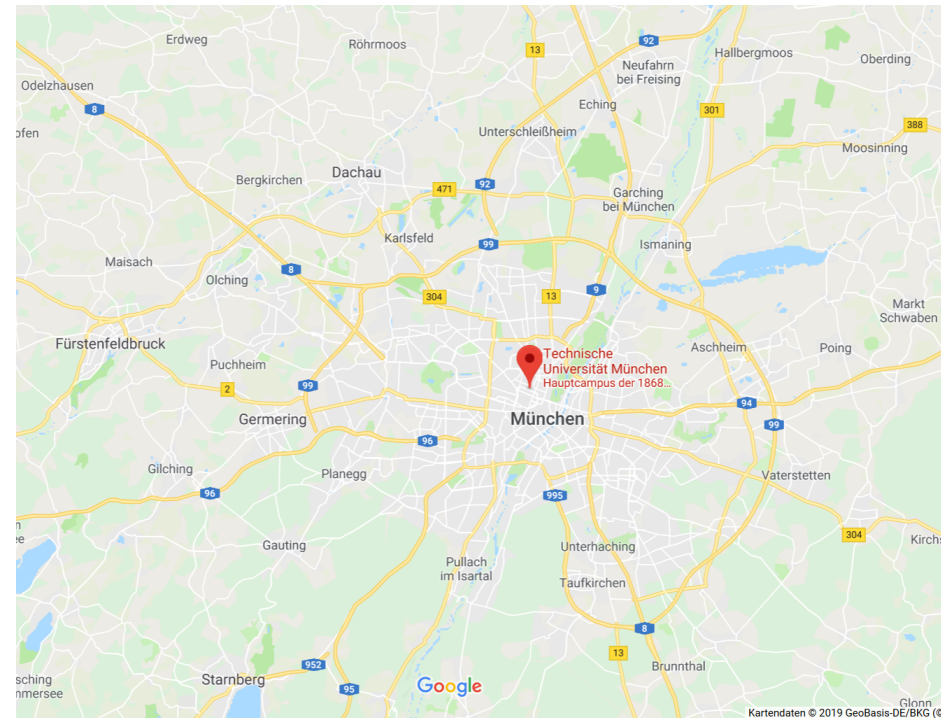 92
Erdweg
Röhrmoos
13
Hallbergmoos
Oberding
Neufahrn
bei Freising
Odelzhausen
8
Eching
301
388
Unterschleißheim
Moosinning
Dachau
Bergkirchen
92
471
Garching
bei München
Karlsfeld
99
Ismaning
Maisach
8
Olching
9
304
13
Markt
Schwaben
Fürstenfeldbruck
Aschheim
Poing
Technische
Universität München
Hauptcampus der 1868...
Puchheim
99
2
94
Germering
München
99
96
Gilching
Planegg
Vaterstetten
96
995
304
Gauting
Unterhaching
Pullach
im Isartal
Taufkirchen
8
13
952
Brunnthal
Starnberg
95
Google
Glonn
Kartendaten © 2019 GeoBasis-DE/BKG (©